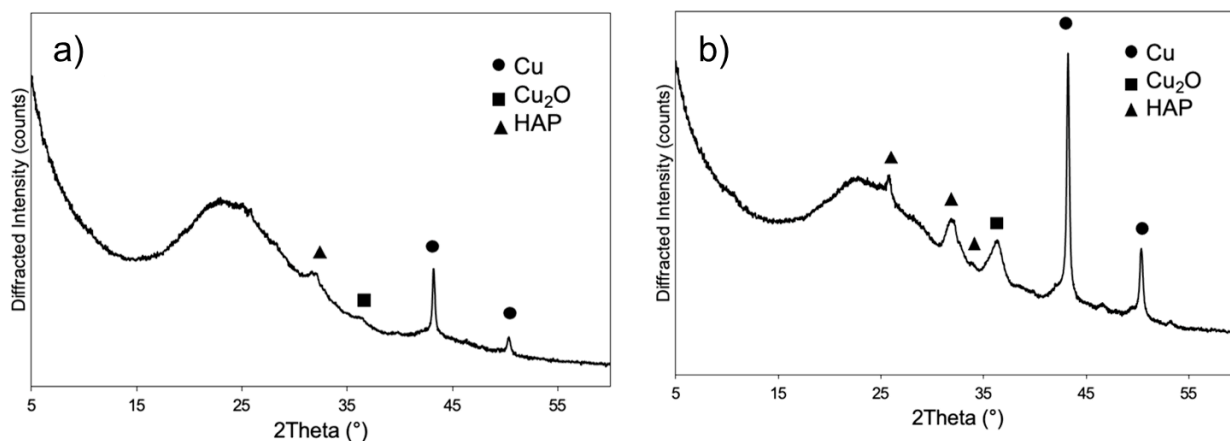 a)
● Cu
■ Cu₂O
▲ HAP
Diffracted Intensity (counts)
5 15 25 35 45 55
2Theta (°)
b)
● Cu
■ Cu₂O
▲ HAP
Diffracted Intensity (counts)
5 15 25 35 45 55
2Theta (°)